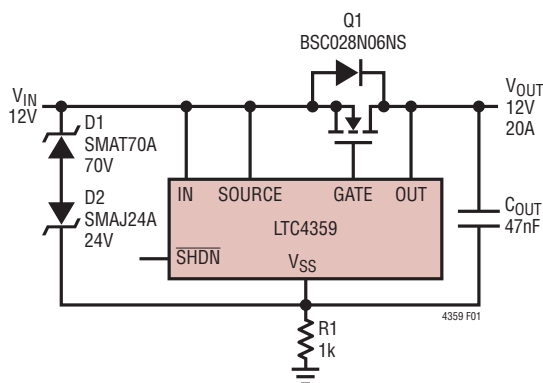 Q1
BSC028N06NS
VIN
12V
VOUT
12V
20A
D1
SMAT70A
70V
D2
SMAJ24A
24V
IN SOURCE GATE OUT
LTC4359
SHDN
VSS
COUT
47nF
4359 F01
R1
1k